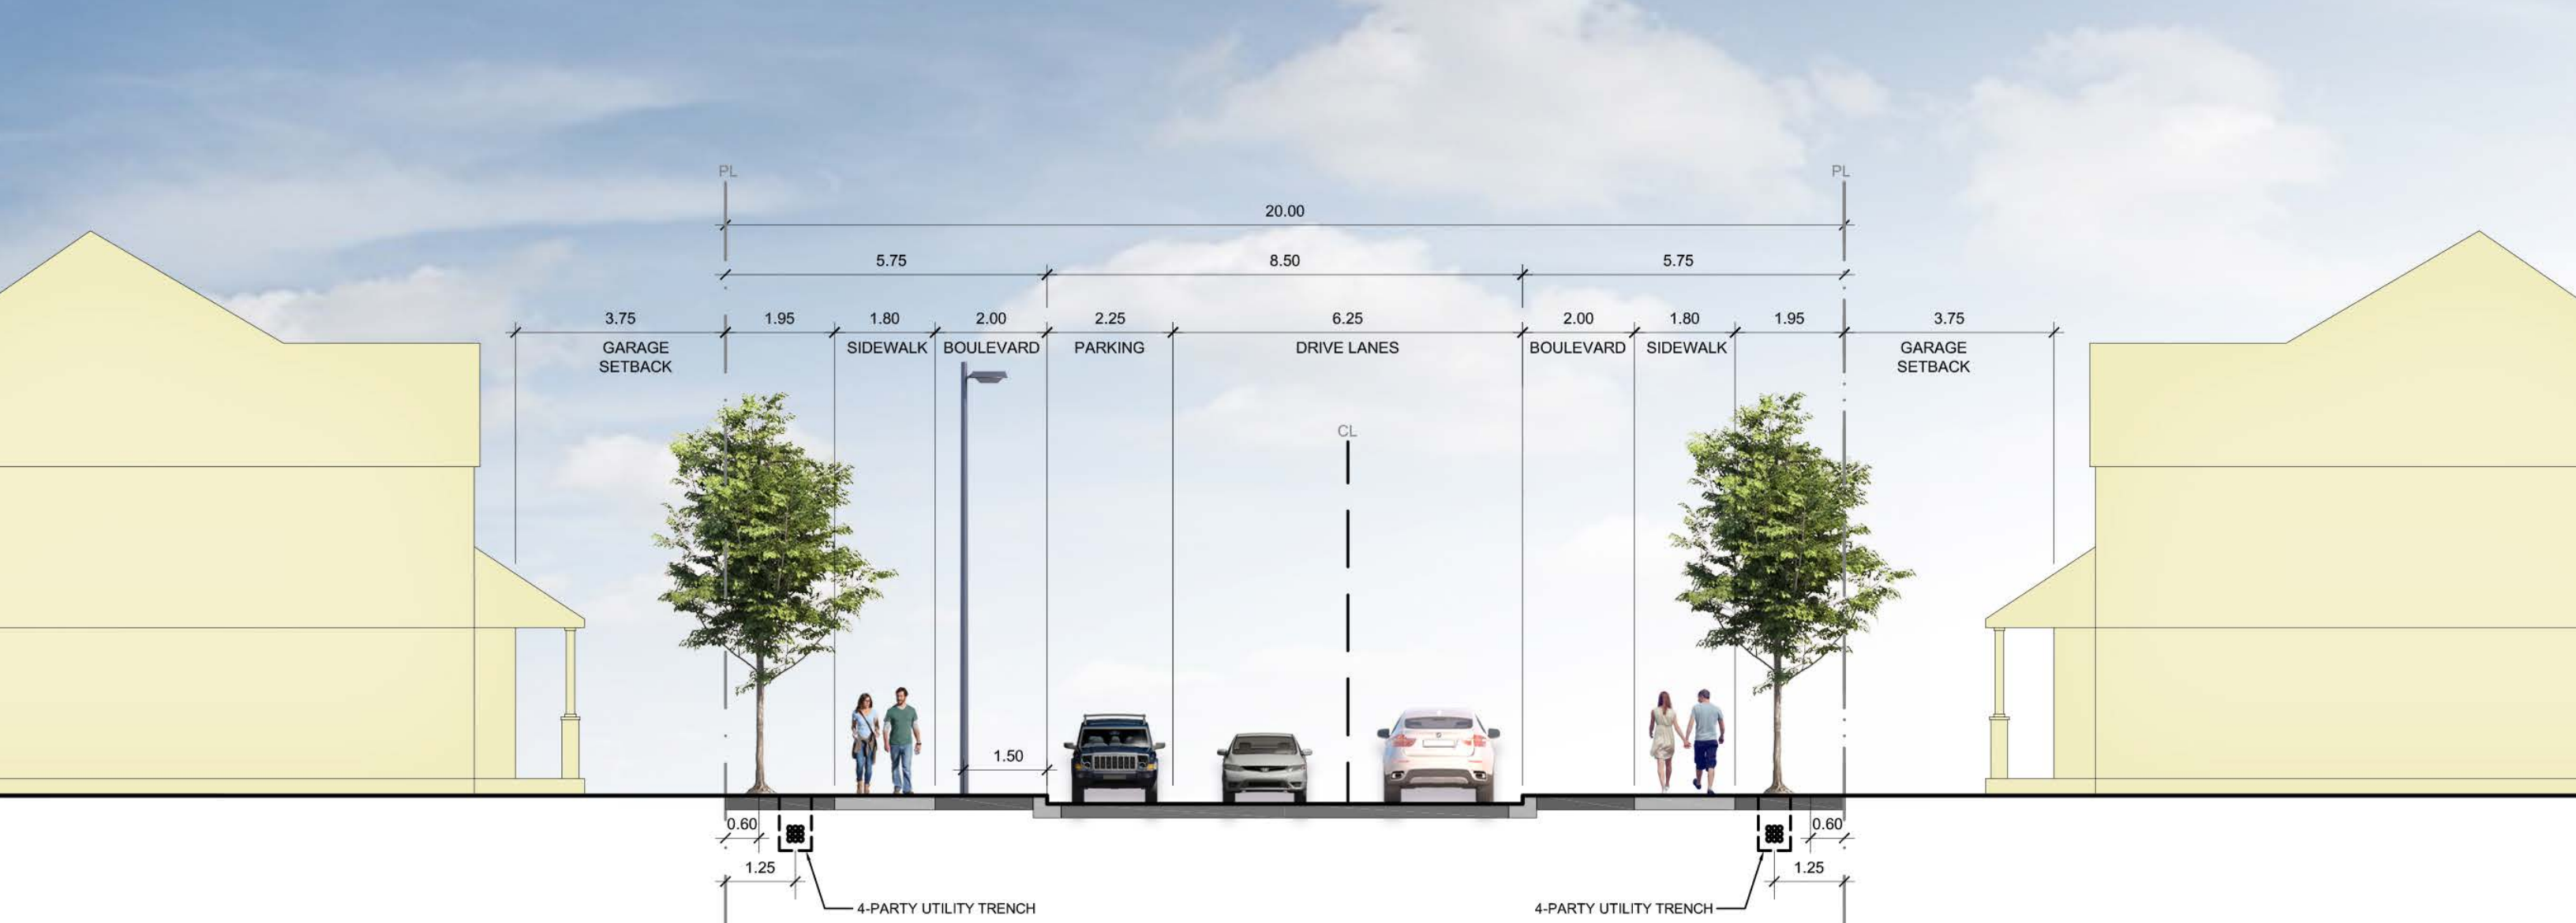 PL
PL
20.00
5.75
8.50
5.75
3.75
1.95
1.80
2.00
2.25
6.25
2.00
1.80
1.95
3.75
GARAGE
SETBACK
SIDEWALK
BOULEVARD
PARKING
DRIVE LANES
BOULEVARD
SIDEWALK
GARAGE
SETBACK
CL
1.50
0.60
0.60
1.25
1.25
4-PARTY UTILITY TRENCH
4-PARTY UTILITY TRENCH